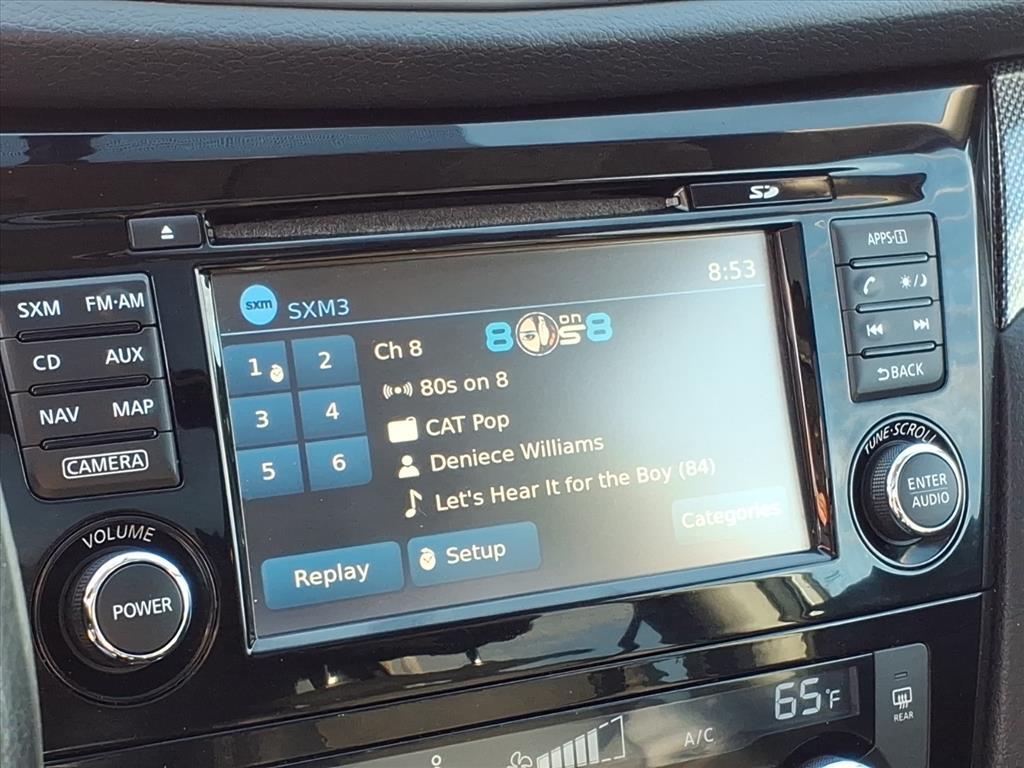 SD
APPS·i
SXM FM·AM
CD AUX
NAV MAP
CAMERA
VOLUME
POWER
sxm SXM3
8:53
1 2
3 4
5 6
Ch 8
80s on 8
80s on 8
CAT Pop
Deniece Williams
Let's Hear It for the Boy (84)
Categories
Replay
Setup
BACK
TUNE·SCROLL
ENTER
AUDIO
65°F
A/C
REAR